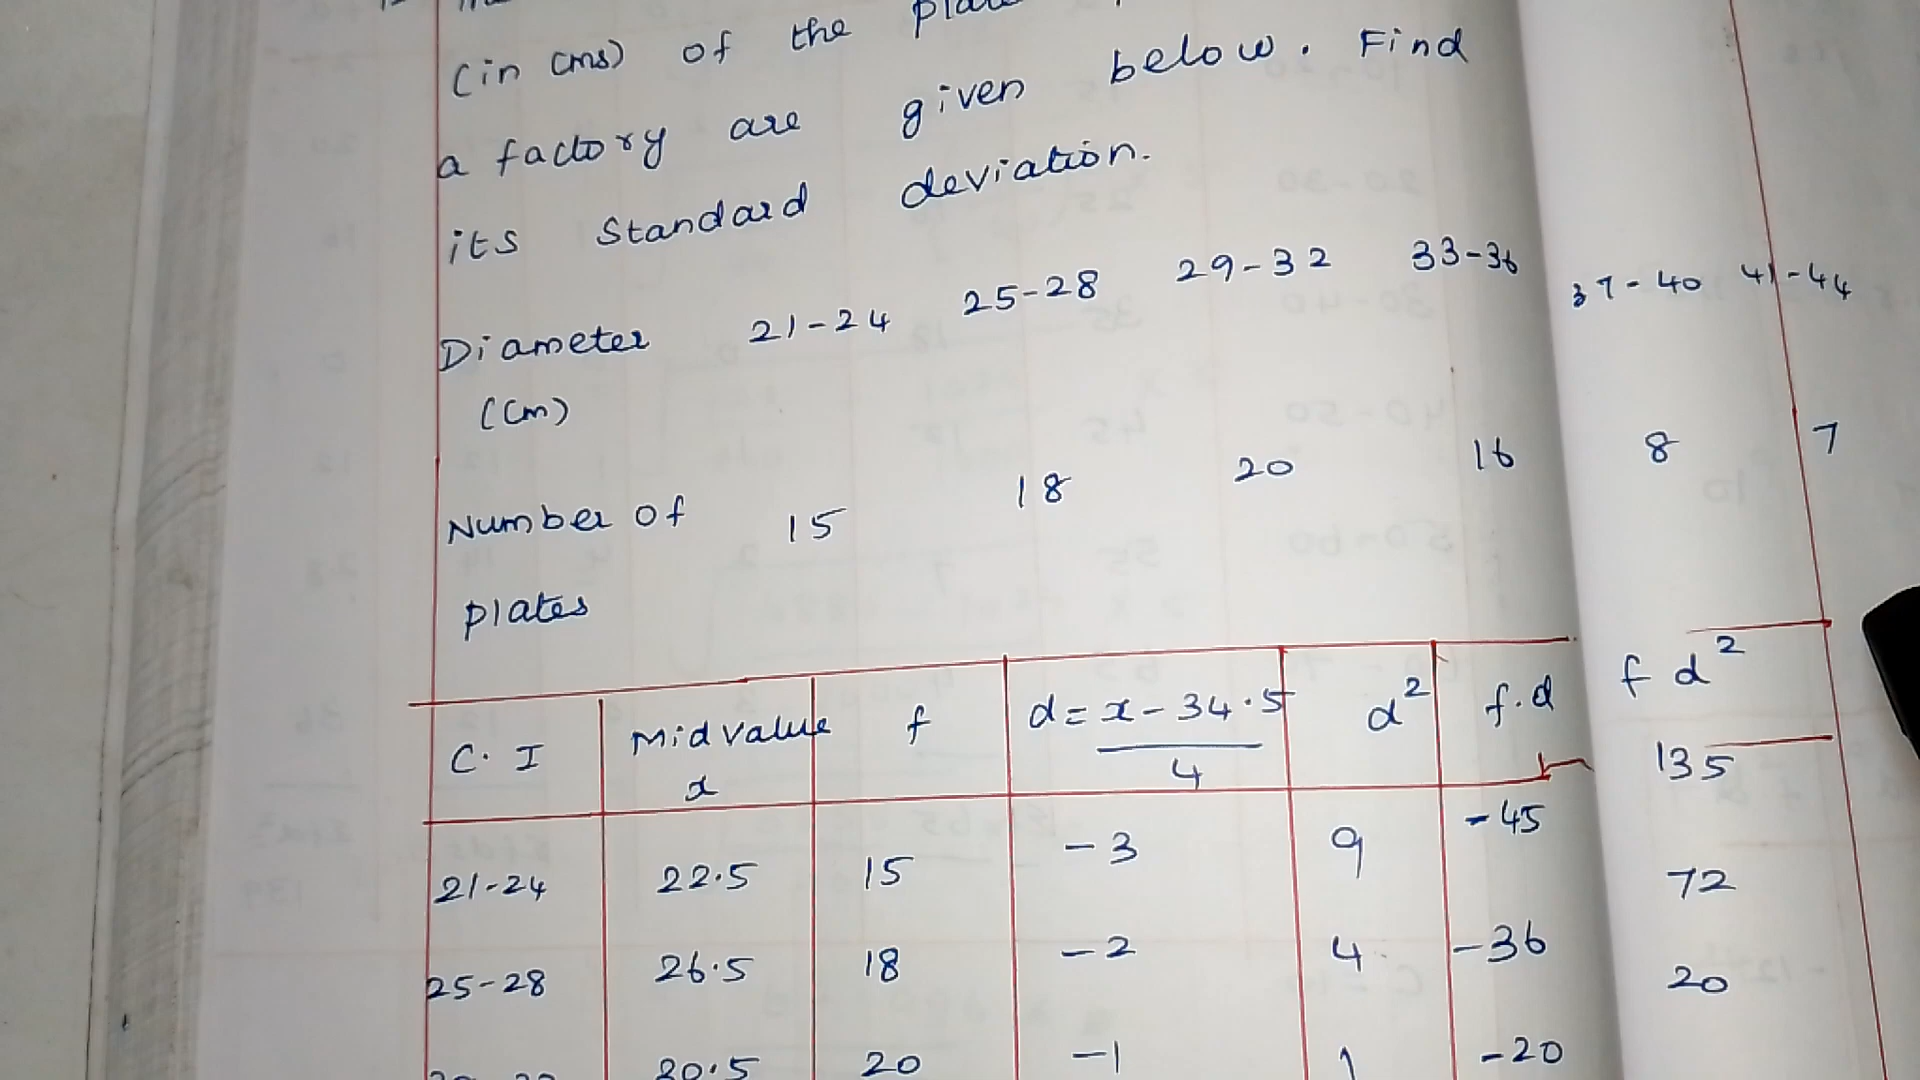 (in cms) of the
a factory are given below. Find
its Standard deviation.
Diameter 21-24 25-28 29-32 33-36 37-40 41-44
(Cm)
Number of 15 18 20 16 8 7
plates
C.I Mid value x f d = x - 34.5 / 4 d² f.d f d²
21-24 22.5 15 -3 9 -45 135
25-28 26.5 18 -2 4 -36 72
30.5 20 -1 1 -20 20